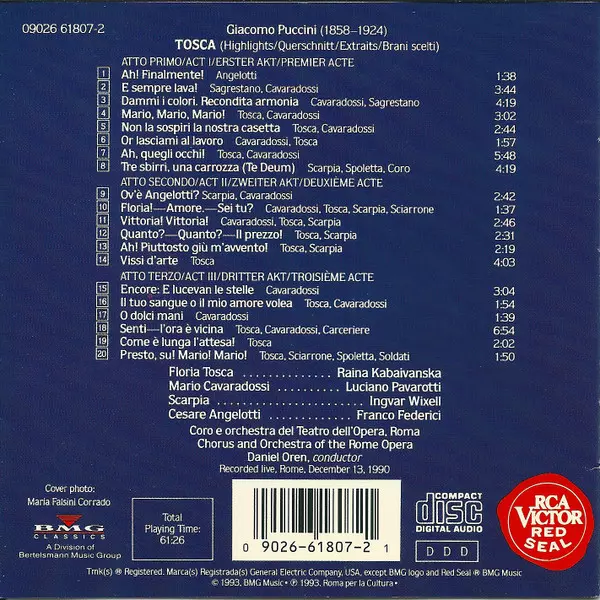 09026 61807-2
Giacomo Puccini (1858–1924)
TOSCA (Highlights/Querschnitt/Extraits/Brani scelti)
ATTO PRIMO/ACT I/ERSTER AKT/PREMIER ACTE
1 Ah! Finalmente! Angelotti 1:38
2 E sempre lava! Sagrestano, Cavaradossi 3:44
3 Dammi i colori. Recondita armonia Cavaradossi, Sagrestano 4:19
4 Mario, Mario, Mario! Tosca, Cavaradossi 3:02
5 Non la sospiri la nostra casetta Tosca, Cavaradossi 2:44
6 Or lasciami al lavoro Cavaradossi, Tosca 1:57
7 Ah, quegli occhi! Tosca, Cavaradossi 5:48
8 Tre sbirri, una carrozza (Te Deum) Scarpia, Spoletta, Coro 4:19
ATTO SECONDO/ACT II/ZWEITER AKT/DEUXIÈME ACTE
9 Ov'è Angelotti? Scarpia, Cavaradossi 2:42
10 Floria!—Amore.—Sei tu? Cavaradossi, Tosca, Scarpia, Sciarrone 1:37
11 Vittoria! Vittoria! Cavaradossi, Tosca, Scarpia 2:46
12 Quanto?—Quanto?—Il prezzo! Tosca, Scarpia 2:31
13 Ah! Piuttosto giù m'avvento! Tosca, Scarpia 2:19
14 Vissi d'arte Tosca 4:03
ATTO TERZO/ACT III/DRITTER AKT/TROISIÈME ACTE
15 Encore: E lucevan le stelle Cavaradossi 3:04
16 Il tuo sangue o il mio amore volea Tosca, Cavaradossi 1:54
17 O dolci mani Cavaradossi 1:39
18 Senti—l'ora è vicina Tosca, Cavaradossi, Carceriere 6:54
19 Come è lunga l'attesa! Tosca 2:02
20 Presto, su! Mario! Mario! Tosca, Sciarrone, Spoletta, Soldati 1:50
Floria Tosca . . . . . . . . . . . . . . Raina Kabaivanska
Mario Cavaradossi . . . . . . . . . . Luciano Pavarotti
Scarpia . . . . . . . . . . . . . . . . . . . . . . . Ingvar Wixell
Cesare Angelotti . . . . . . . . . . . . Franco Federici
Coro e orchestra del Teatro dell'Opera, Roma
Chorus and Orchestra of the Rome Opera
Daniel Oren, conductor
Recorded live, Rome, December 13, 1990
Cover photo:
Maria Falsini Corrado
BMG
CLASSICS
A Division of
Bertelsmann Music Group
Total
Playing Time:
61:26
0 9026-61807-2 1
COMPACT
disc
DIGITAL AUDIO
D D D
RCA
VICTOR
RED
SEAL
Tmk(s) ® Registered. Marca(s) Registrada(s) General Electric Company, USA, except BMG logo and Red Seal ® BMG Music
© 1993, BMG Music • ℗ 1993, Roma per la Cultura •